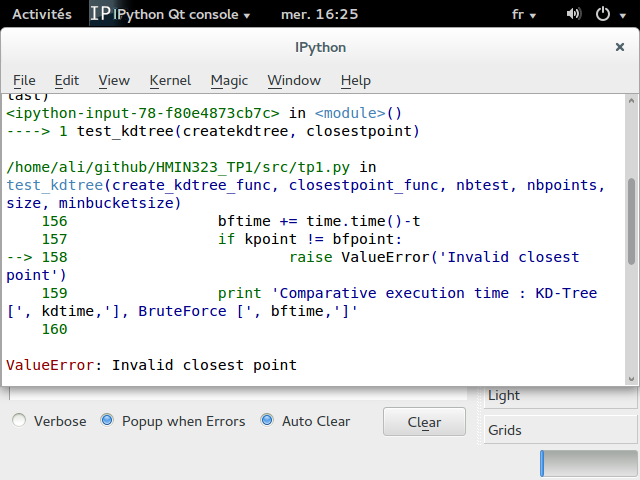 Activités IP IPython Qt console mer. 16:25 fr
IPython
File Edit View Kernel Magic Window Help
last)
<ipython-input-78-f80e4873cb7c> in <module>()
----> 1 test_kdtree(createkdtree, closestpoint)
/home/ali/github/HMIN323_TP1/src/tp1.py in
test_kdtree(create_kdtree_func, closestpoint_func, nbtest, nbpoints,
size, minbucketsize)
156 bftime += time.time()-t
157 if kpoint != bfpoint:
--> 158 raise ValueError('Invalid closest
point')
159 print 'Comparative execution time : KD-Tree
[', kdtime,'], BruteForce [', bftime,']'
160
ValueError: Invalid closest point
Light
Verbose Popup when Errors Auto Clear Clear
Grids